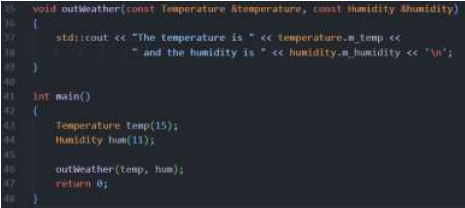 35 void outWeather(const Temperature &temperature, const Humidity &humidity)
36 {
37 std::cout << "The temperature is " << temperature.m_temp <<
38 " and the humidity is " << humidity.m_humidity << '\n';
39 }
40
41 int main()
42 {
43 Temperature temp(15);
44 Humidity hum(11);
45
46 outWeather(temp, hum);
47 return 0;
48 }